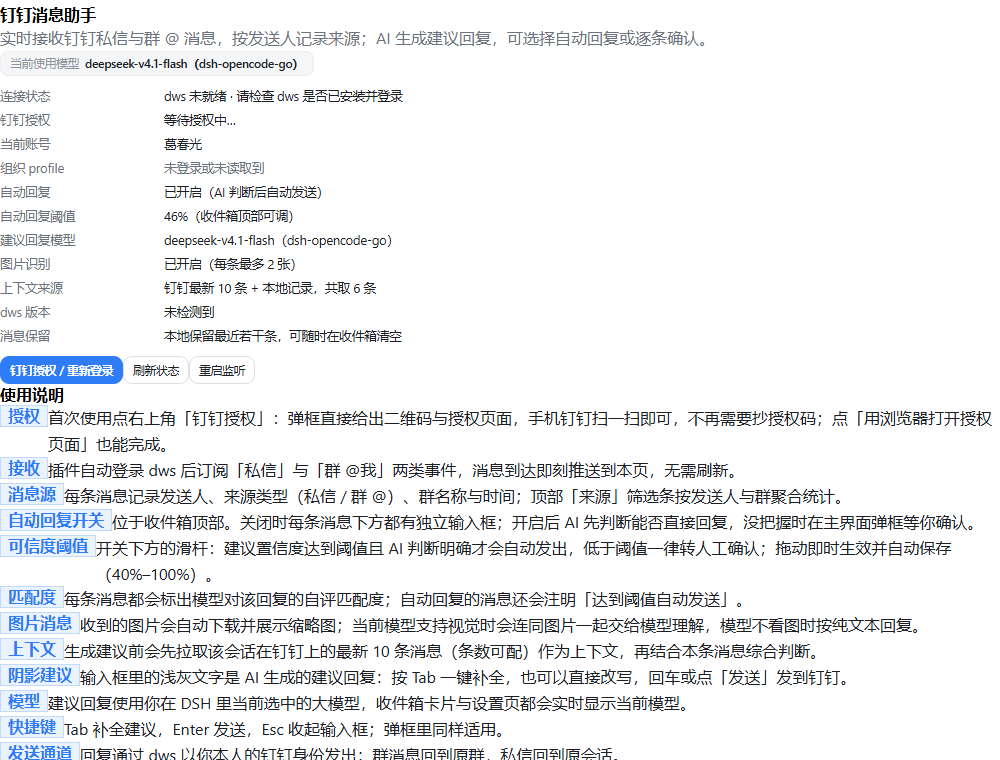 钉钉消息助手
实时接收钉钉私信与群 @ 消息，按发送人记录来源；AI 生成建议回复，可选择自动回复或逐条确认。
当前使用模型 deepseek-v4.1-flash（dsh-opencode-go）
连接状态 dws 未就绪 · 请检查 dws 是否已安装并登录
钉钉授权 等待授权中...
当前账号 葛春光
组织 profile 未登录或未读取到
自动回复 已开启（AI 判断后自动发送）
自动回复阈值 46%（收件箱顶部可调）
建议回复模型 deepseek-v4.1-flash（dsh-opencode-go）
图片识别 已开启（每条最多 2 张）
上下文来源 钉钉最新 10 条 + 本地记录，共取 6 条
dws 版本 未检测到
消息保留 本地保留最近若干条，可随时在收件箱清空
钉钉授权 / 重新登录 刷新状态 重启监听
使用说明
授权 首次使用点右上角「钉钉授权」：弹框直接给出二维码与授权页面，手机钉钉扫一扫即可，不再需要抄授权码；点「用浏览器打开授权
页面」也能完成。
接收 插件自动登录 dws 后订阅「私信」与「群 @我」两类事件，消息到达即刻推送到本页，无需刷新。
消息源 每条消息记录发送人、来源类型（私信 / 群 @）、群名称与时间；顶部「来源」筛选条按发送人与群聚合统计。
自动回复开关 位于收件箱顶部。关闭时每条消息下方都有独立输入框；开启后 AI 先判断能否直接回复，没把握时在主界面弹框等你确认。
可信度阈值 开关下方的滑杆：建议置信度达到阈值且 AI 判断明确才会自动发出，低于阈值一律转人工确认；拖动即时生效并自动保存
（40%–100%）。
匹配度 每条消息都会标出模型对该回复的自评匹配度；自动回复的消息还会注明「达到阈值自动发送」。
图片消息 收到的图片会自动下载并展示缩略图；当前模型支持视觉时会连同图片一起交给模型理解，模型不看图时按纯文本回复。
上下文 生成建议前会先拉取该会话在钉钉上的最新 10 条消息（条数可配）作为上下文，再结合本条消息综合判断。
阴影建议 输入框里的浅灰文字是 AI 生成的建议回复：按 Tab 一键补全，也可以直接改写，回车或点「发送」发到钉钉。
模型 建议回复使用你在 DSH 里当前选中的大模型，收件箱卡片与设置页都会实时显示当前模型。
快捷键 Tab 补全建议，Enter 发送，Esc 收起输入框；弹框里同样适用。
发送通道 回复通过 dws 以你本人的钉钉身份发出：群消息回到原群，私信回到原会话。